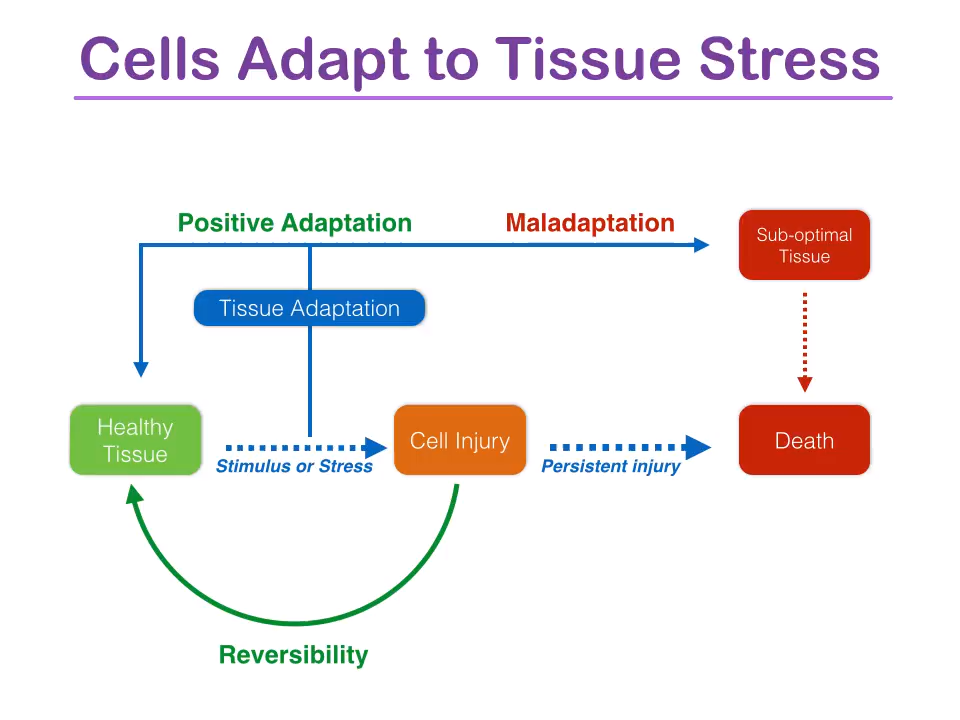 Cells Adapt to Tissue Stress
Positive Adaptation
Maladaptation
Sub-optimal
Tissue
Tissue Adaptation
Healthy
Tissue
Stimulus or Stress
Cell Injury
Persistent injury
Death
Reversibility